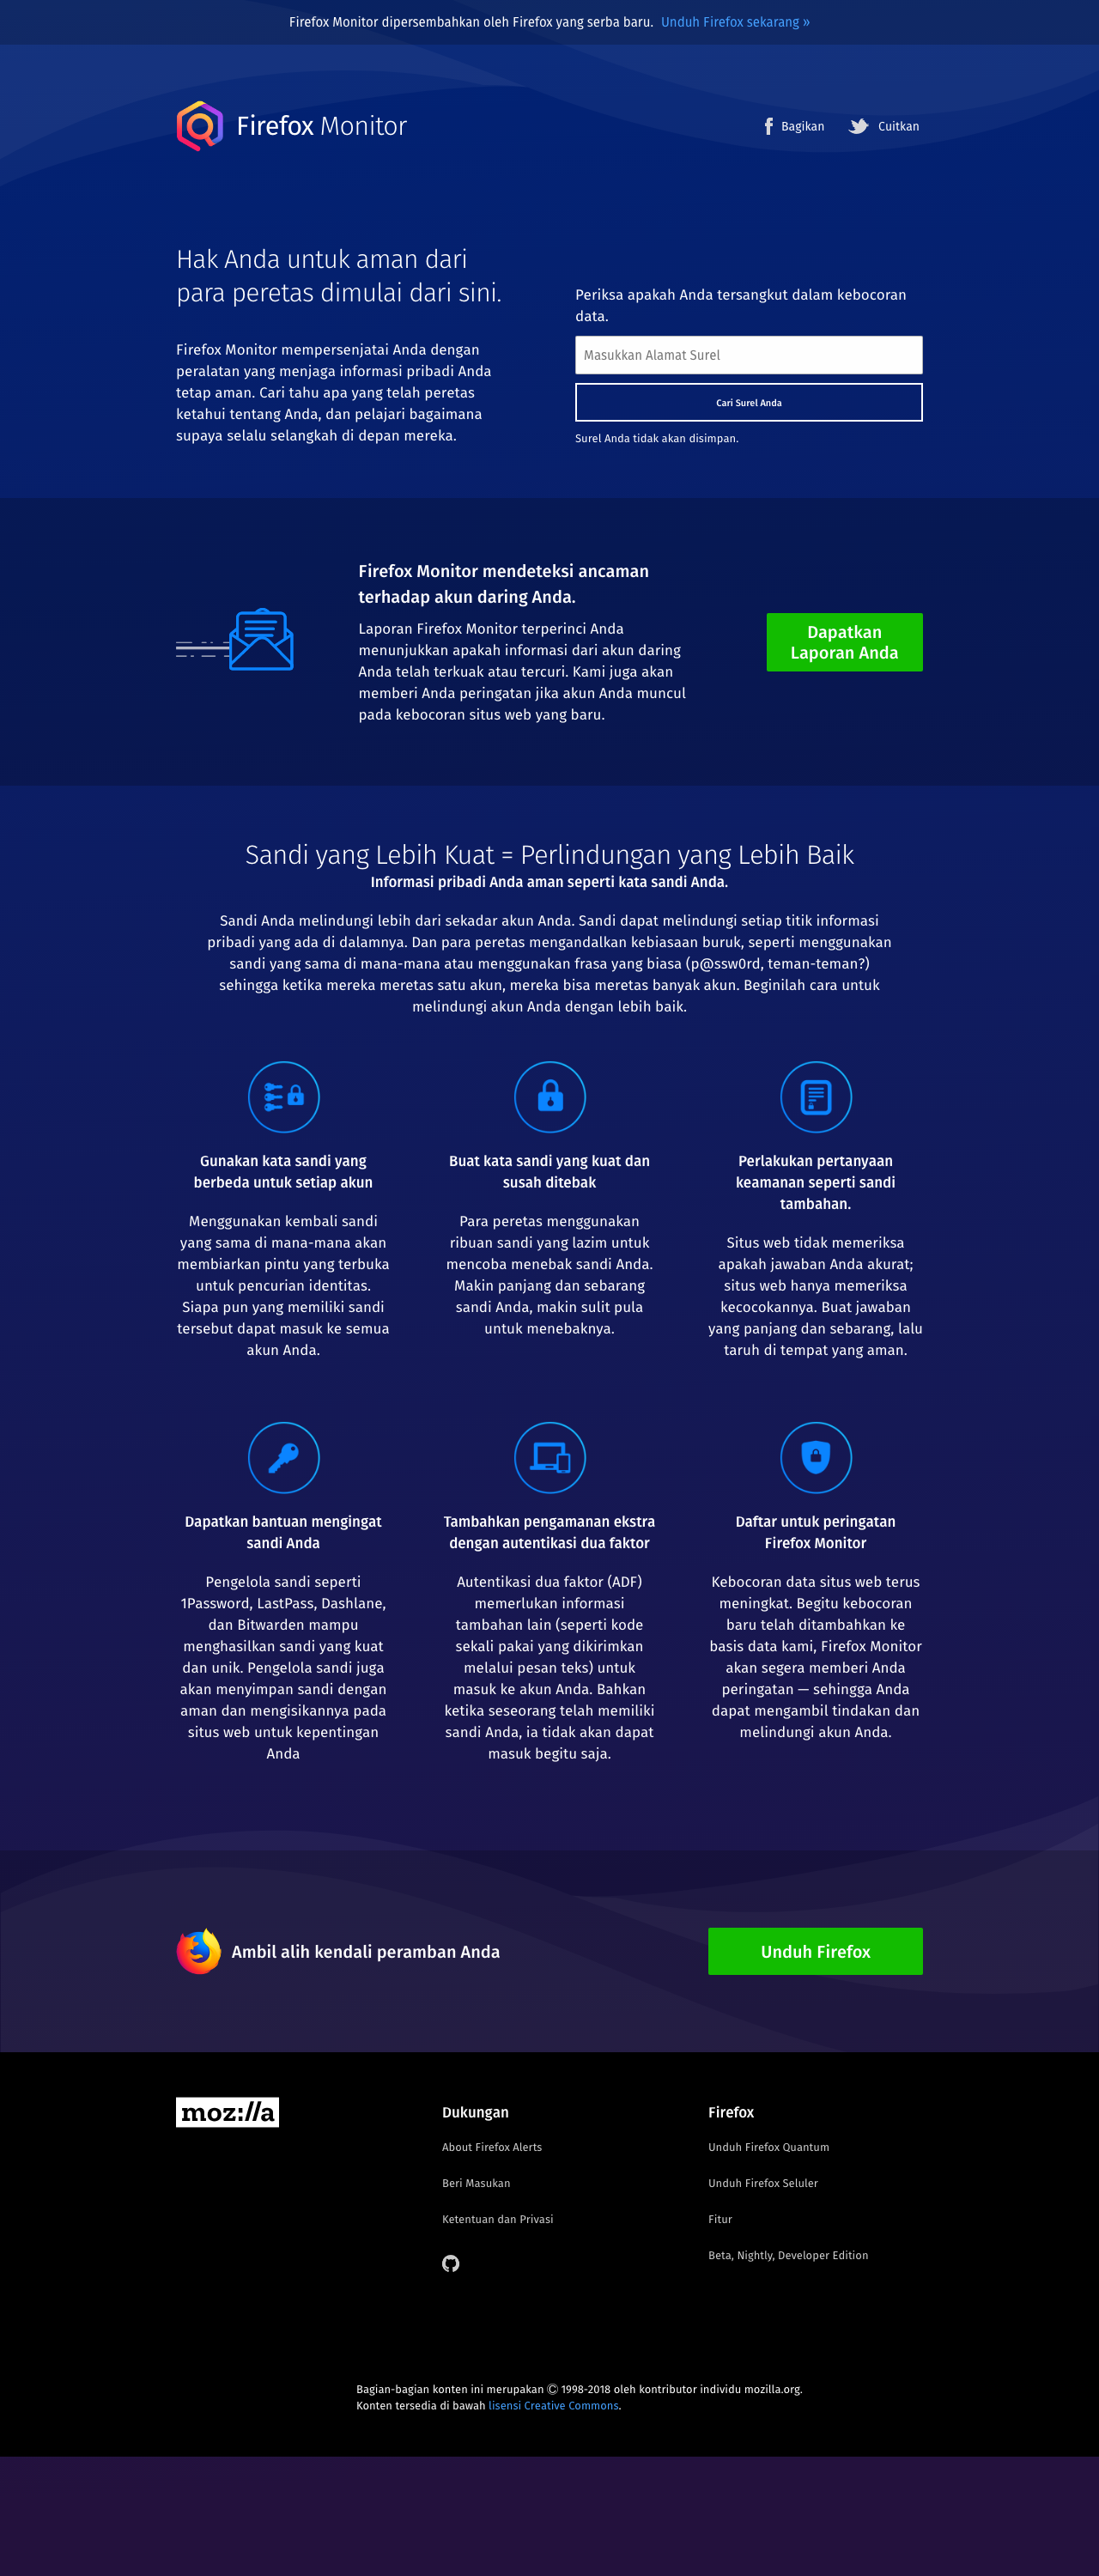 Firefox Monitor dipersembahkan oleh Firefox yang serba baru. Unduh Firefox sekarang »
Firefox Monitor
Bagikan
Cuitkan
Hak Anda untuk aman dari
para peretas dimulai dari sini.
Firefox Monitor mempersenjatai Anda dengan
peralatan yang menjaga informasi pribadi Anda
tetap aman. Cari tahu apa yang telah peretas
ketahui tentang Anda, dan pelajari bagaimana
supaya selalu selangkah di depan mereka.
Periksa apakah Anda tersangkut dalam kebocoran
data.
Masukkan Alamat Surel
Cari Surel Anda
Surel Anda tidak akan disimpan.
Firefox Monitor mendeteksi ancaman
terhadap akun daring Anda.
Laporan Firefox Monitor terperinci Anda
menunjukkan apakah informasi dari akun daring
Anda telah terkuak atau tercuri. Kami juga akan
memberi Anda peringatan jika akun Anda muncul
pada kebocoran situs web yang baru.
Dapatkan
Laporan Anda
Sandi yang Lebih Kuat = Perlindungan yang Lebih Baik
Informasi pribadi Anda aman seperti kata sandi Anda.
Sandi Anda melindungi lebih dari sekadar akun Anda. Sandi dapat melindungi setiap titik informasi
pribadi yang ada di dalamnya. Dan para peretas mengandalkan kebiasaan buruk, seperti menggunakan
sandi yang sama di mana-mana atau menggunakan frasa yang biasa (p@ssw0rd, teman-teman?)
sehingga ketika mereka meretas satu akun, mereka bisa meretas banyak akun. Beginilah cara untuk
melindungi akun Anda dengan lebih baik.
Gunakan kata sandi yang
berbeda untuk setiap akun
Menggunakan kembali sandi
yang sama di mana-mana akan
membiarkan pintu yang terbuka
untuk pencurian identitas.
Siapa pun yang memiliki sandi
tersebut dapat masuk ke semua
akun Anda.
Buat kata sandi yang kuat dan
susah ditebak
Para peretas menggunakan
ribuan sandi yang lazim untuk
mencoba menebak sandi Anda.
Makin panjang dan sebarang
sandi Anda, makin sulit pula
untuk menebaknya.
Perlakukan pertanyaan
keamanan seperti sandi
tambahan.
Situs web tidak memeriksa
apakah jawaban Anda akurat;
situs web hanya memeriksa
kecocokannya. Buat jawaban
yang panjang dan sebarang, lalu
taruh di tempat yang aman.
Dapatkan bantuan mengingat
sandi Anda
Pengelola sandi seperti
1Password, LastPass, Dashlane,
dan Bitwarden mampu
menghasilkan sandi yang kuat
dan unik. Pengelola sandi juga
akan menyimpan sandi dengan
aman dan mengisikannya pada
situs web untuk kepentingan
Anda
Tambahkan pengamanan ekstra
dengan autentikasi dua faktor
Autentikasi dua faktor (ADF)
memerlukan informasi
tambahan lain (seperti kode
sekali pakai yang dikirimkan
melalui pesan teks) untuk
masuk ke akun Anda. Bahkan
ketika seseorang telah memiliki
sandi Anda, ia tidak akan dapat
masuk begitu saja.
Daftar untuk peringatan
Firefox Monitor
Kebocoran data situs web terus
meningkat. Begitu kebocoran
baru telah ditambahkan ke
basis data kami, Firefox Monitor
akan segera memberi Anda
peringatan — sehingga Anda
dapat mengambil tindakan dan
melindungi akun Anda.
Ambil alih kendali peramban Anda
Unduh Firefox
moz://a
Dukungan
About Firefox Alerts
Beri Masukan
Ketentuan dan Privasi
Firefox
Unduh Firefox Quantum
Unduh Firefox Seluler
Fitur
Beta, Nightly, Developer Edition
Bagian-bagian konten ini merupakan © 1998-2018 oleh kontributor individu mozilla.org.
Konten tersedia di bawah lisensi Creative Commons.